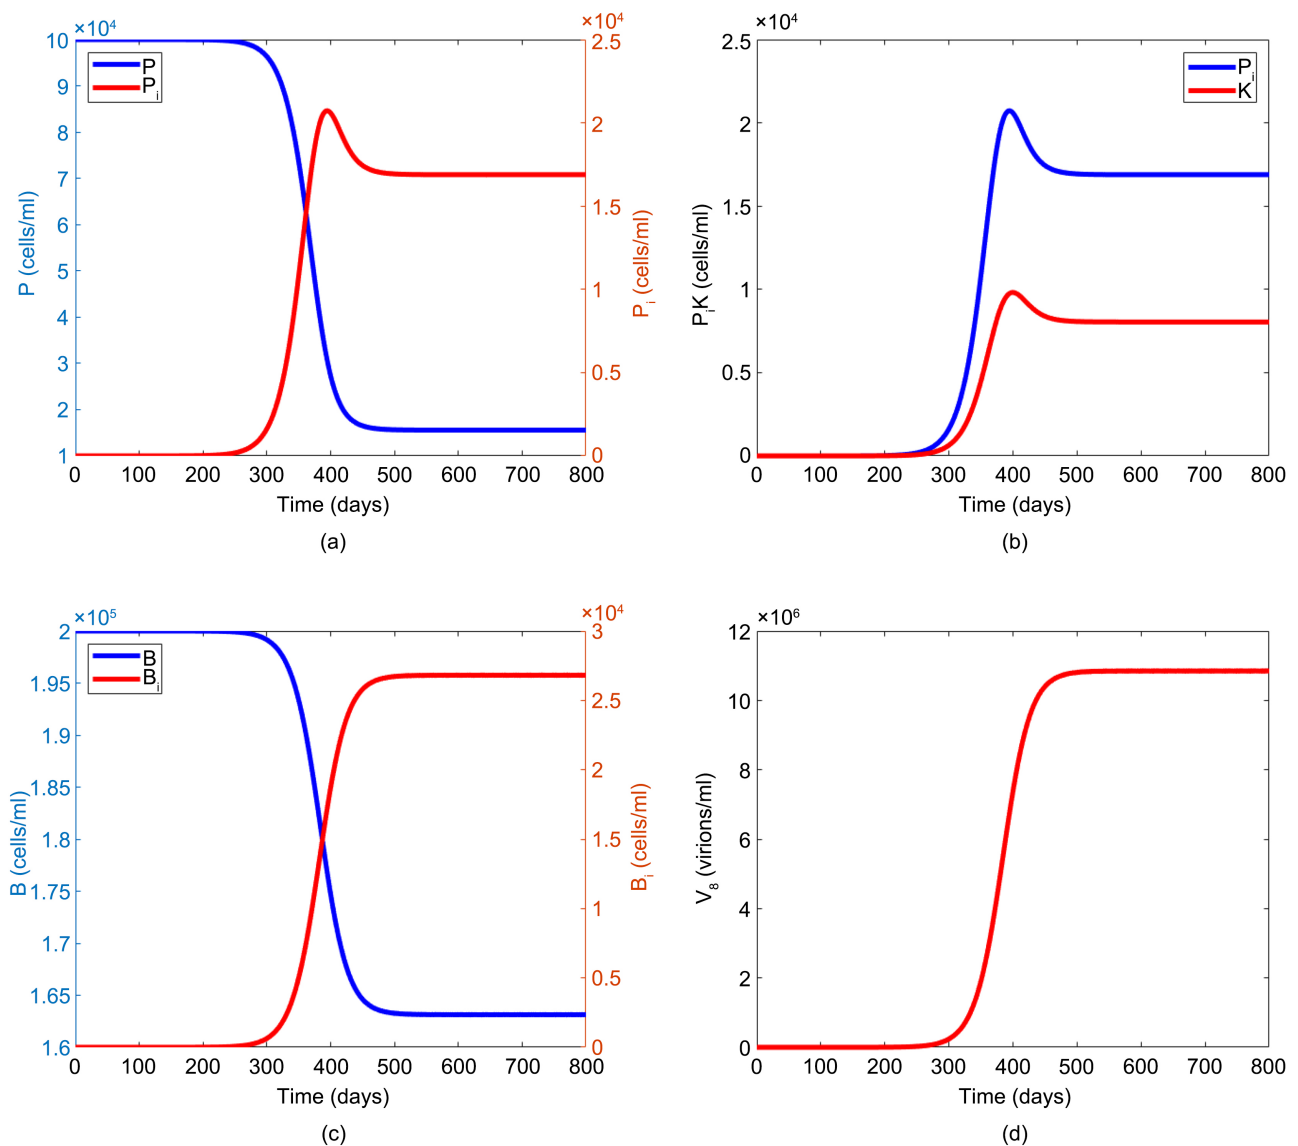 ×10⁴
×10⁴
10
9
8
7
6
5
4
3
2
1
P (cells/ml)
P
Pᵢ
2.5
2
1.5
1
0.5
0
Pᵢ (cells/ml)
0 100 200 300 400 500 600 700 800
Time (days)
(a)
×10⁴
2.5
2
1.5
1
0.5
0
PᵢK (cells/ml)
Pᵢ
K
0 100 200 300 400 500 600 700 800
Time (days)
(b)
×10⁵
×10⁴
2
1.95
1.9
1.85
1.8
1.75
1.7
1.65
1.6
B (cells/ml)
B
Bᵢ
3
2.5
2
1.5
1
0.5
0
Bᵢ (cells/ml)
0 100 200 300 400 500 600 700 800
Time (days)
(c)
×10⁶
12
10
8
6
4
2
0
V₈ (virions/ml)
0 100 200 300 400 500 600 700 800
Time (days)
(d)